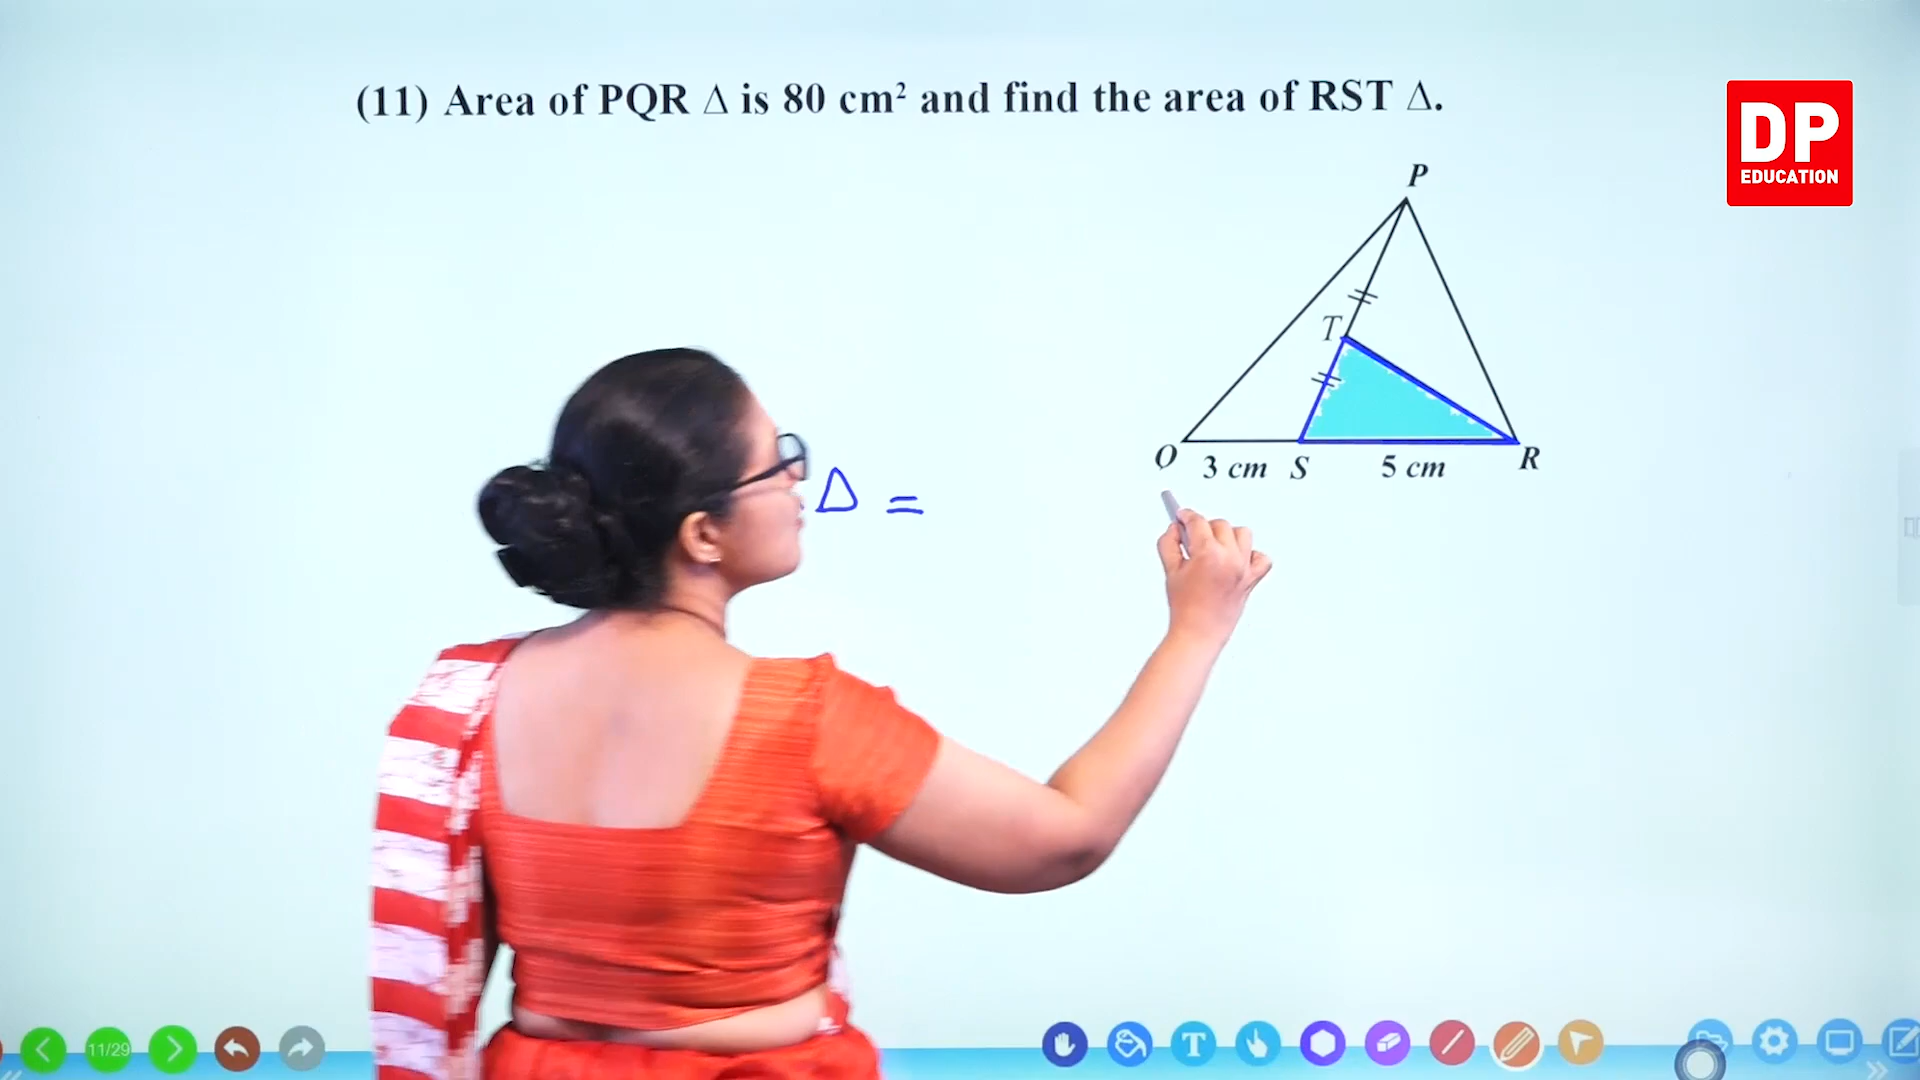 (11) Area of PQR Δ is 80 cm² and find the area of RST Δ.
DP
EDUCATION
P
T
Q 3 cm S 5 cm R
Δ =
11/29
T